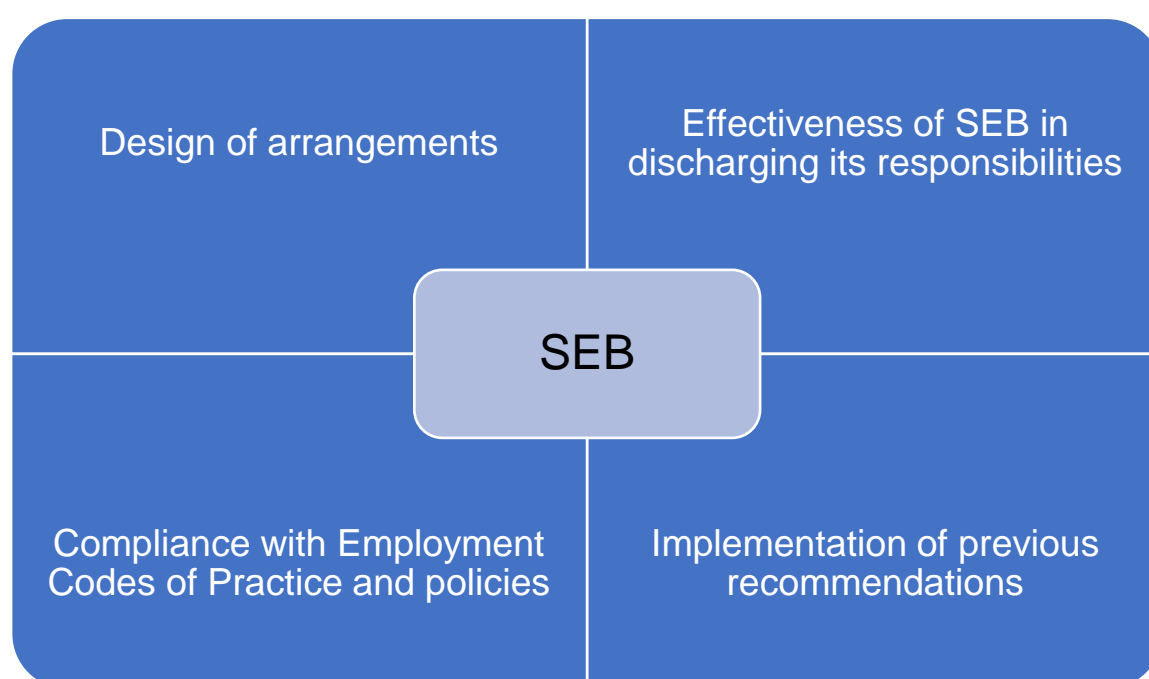 Design of arrangements
Effectiveness of SEB in
discharging its responsibilities
SEB
Compliance with Employment
Codes of Practice and policies
Implementation of previous
recommendations